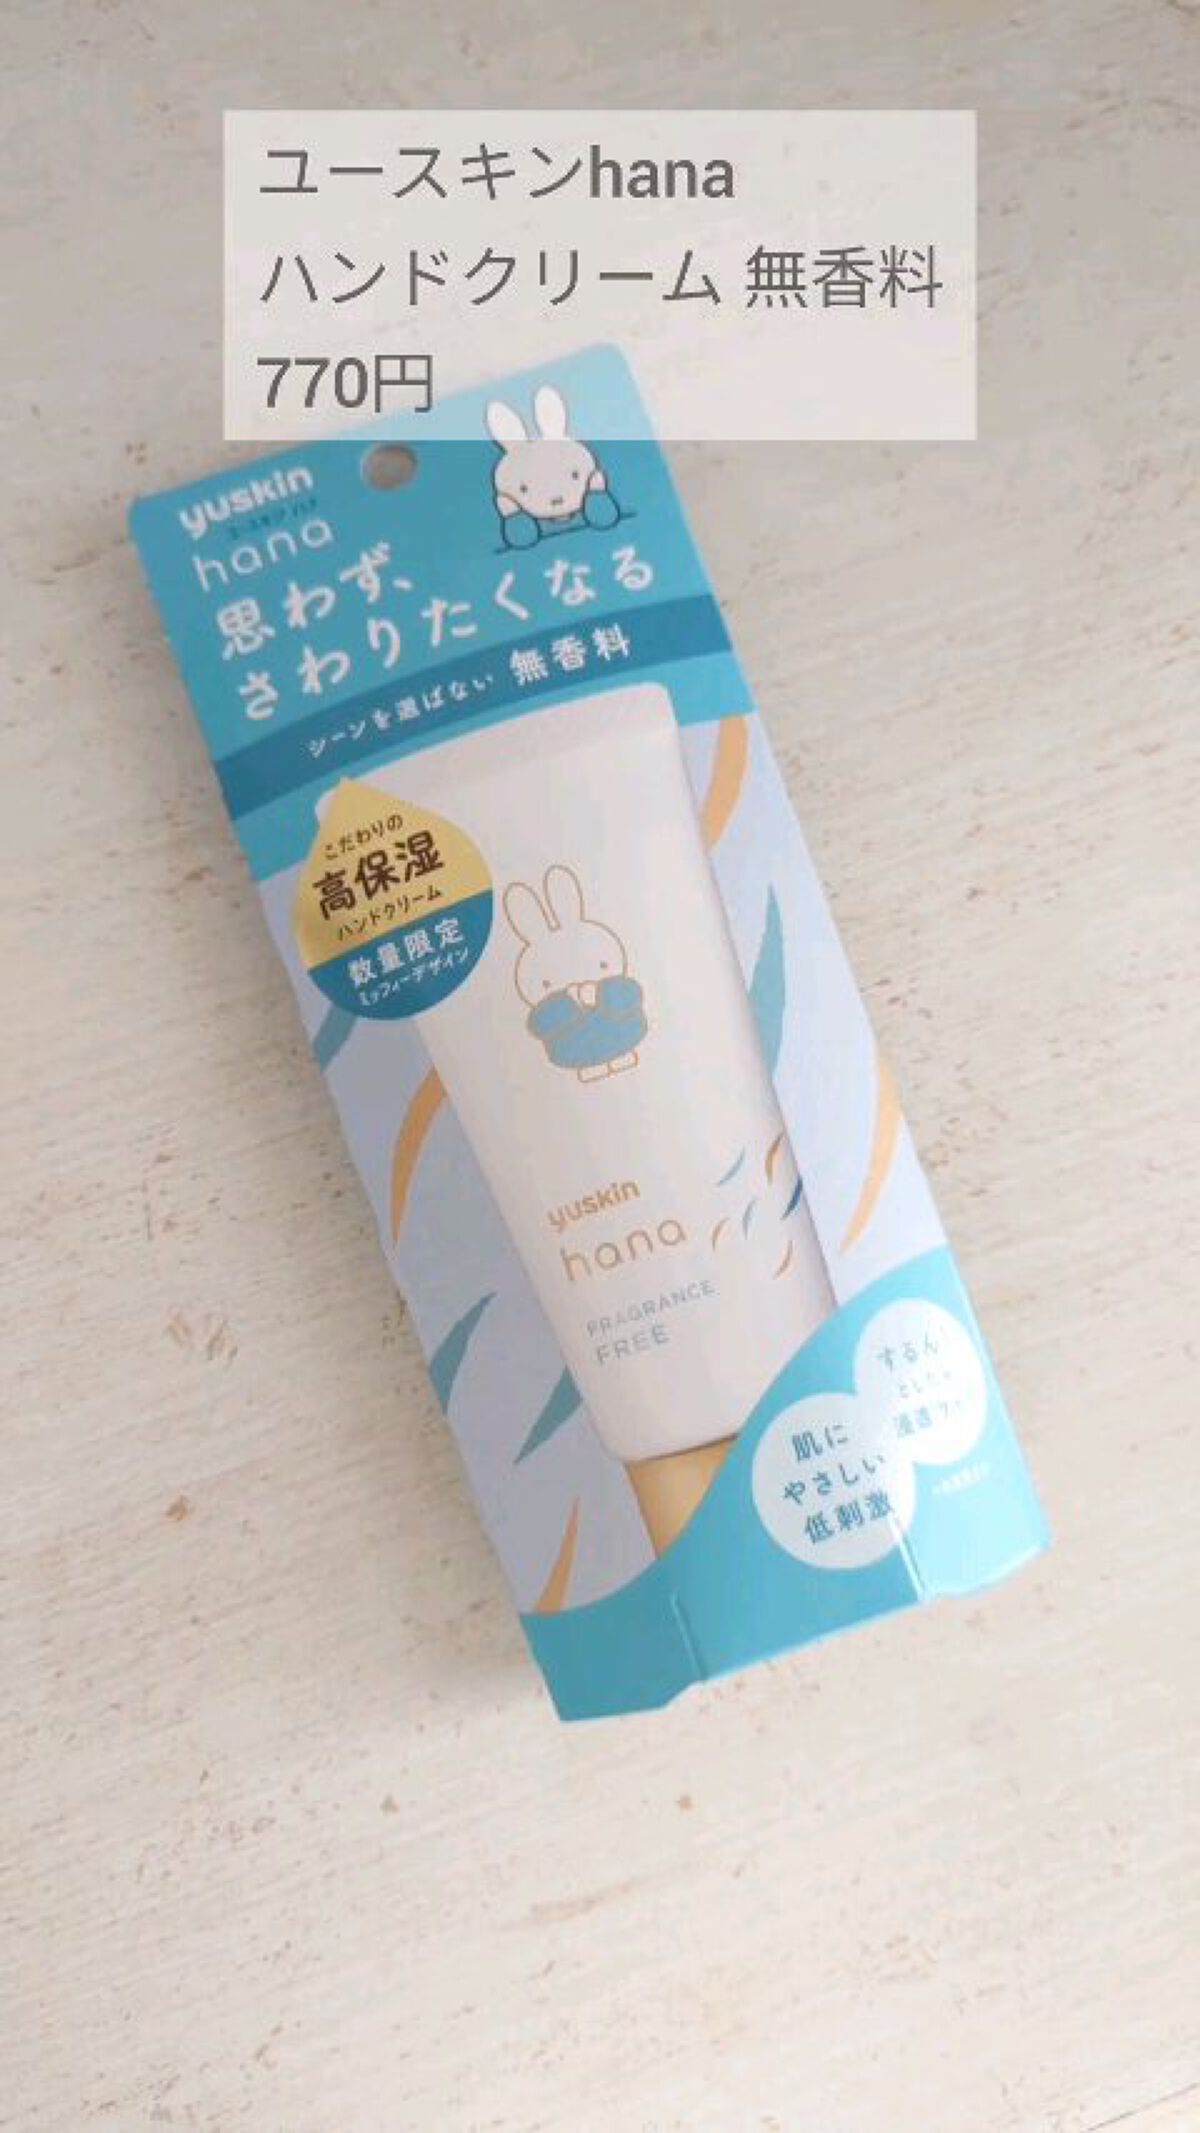 ユースキンhana
ハンドクリーム 無香料
770円
yuskin
hana
思わず、
さわりたくなる
シーンを選ばない 無香料
こだわりの
高保湿
ハンドクリーム
数量限定
ミッフィーデザイン
yuskin
hana
FRAGRANCE
FREE
するん!
肌に
やさしい
低刺激